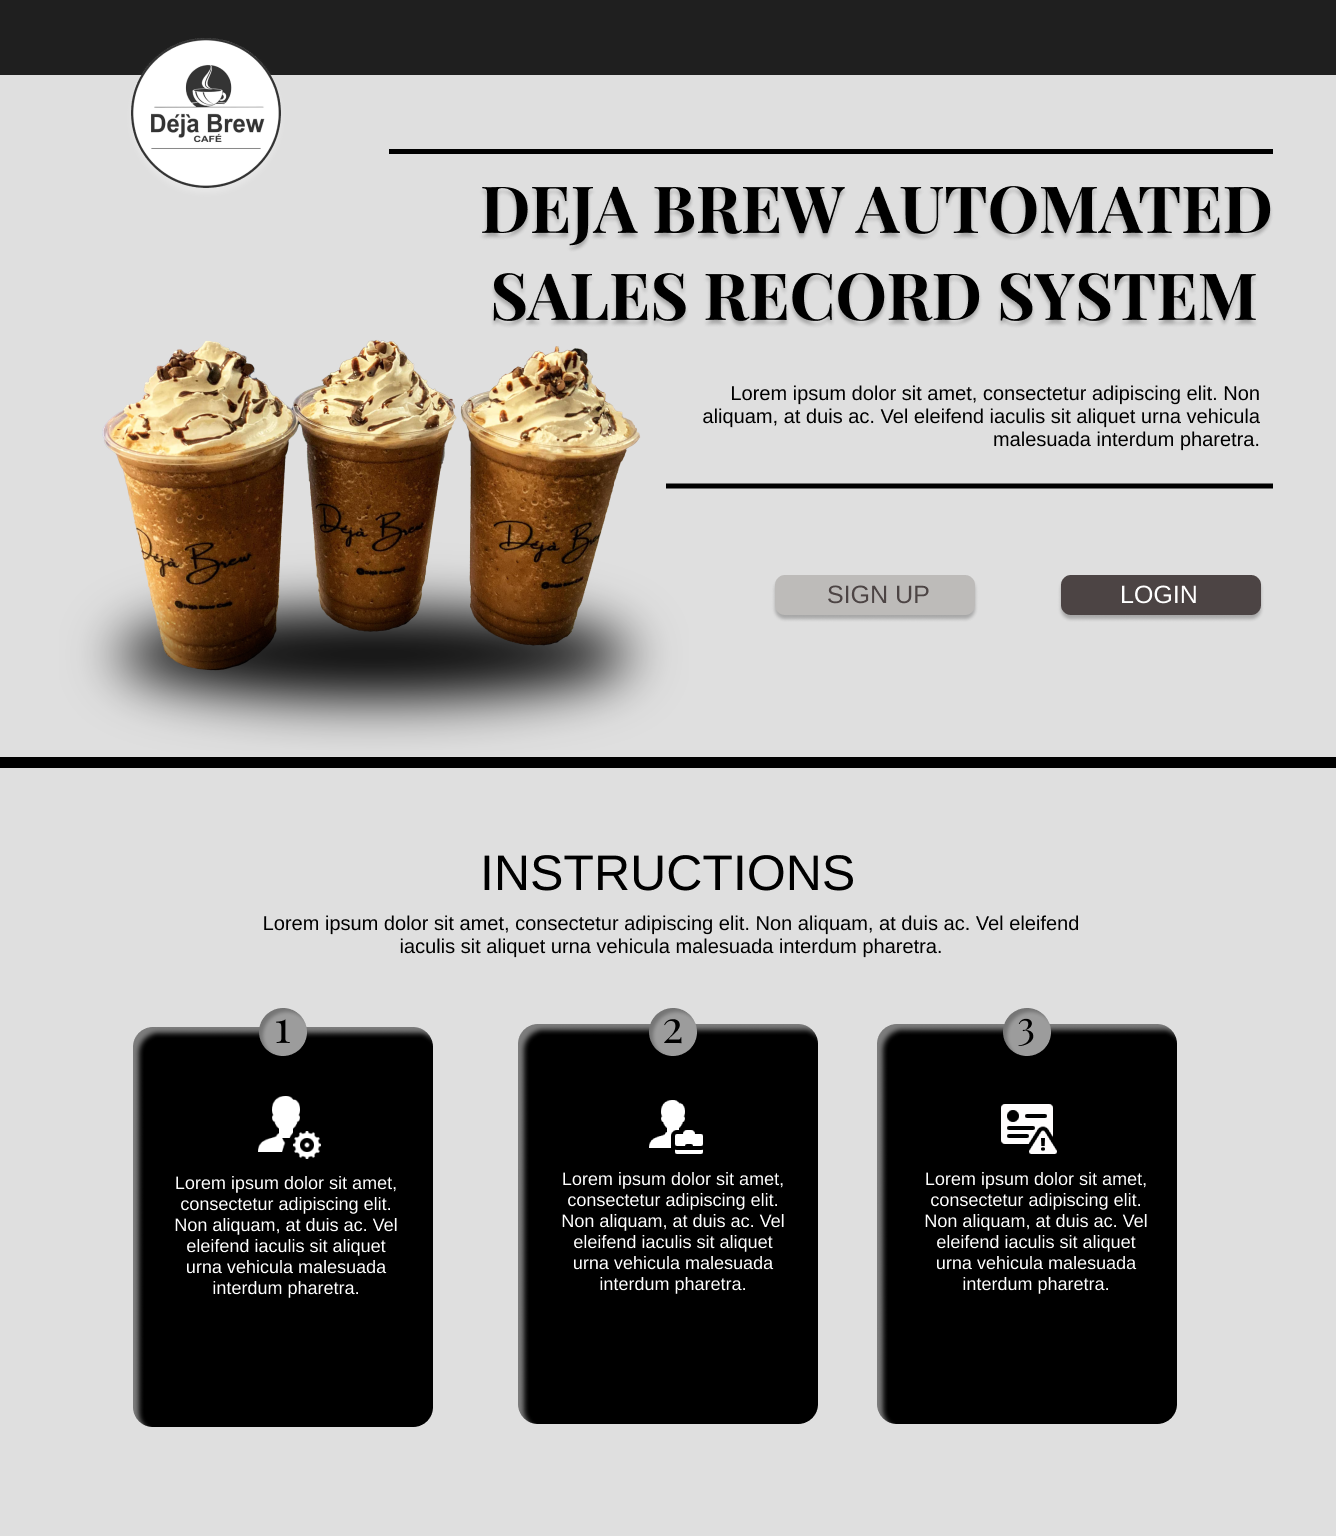 Déjà Brew
CAFÉ
DEJA BREW AUTOMATED
SALES RECORD SYSTEM
Lorem ipsum dolor sit amet, consectetur adipiscing elit. Non
aliquam, at duis ac. Vel eleifend iaculis sit aliquet urna vehicula
malesuada interdum pharetra.
Déjà Brew
Déjà Brew
Déjà Br
SIGN UP
LOGIN
INSTRUCTIONS
Lorem ipsum dolor sit amet, consectetur adipiscing elit. Non aliquam, at duis ac. Vel eleifend
iaculis sit aliquet urna vehicula malesuada interdum pharetra.
1
Lorem ipsum dolor sit amet,
consectetur adipiscing elit.
Non aliquam, at duis ac. Vel
eleifend iaculis sit aliquet
urna vehicula malesuada
interdum pharetra.
2
Lorem ipsum dolor sit amet,
consectetur adipiscing elit.
Non aliquam, at duis ac. Vel
eleifend iaculis sit aliquet
urna vehicula malesuada
interdum pharetra.
3
Lorem ipsum dolor sit amet,
consectetur adipiscing elit.
Non aliquam, at duis ac. Vel
eleifend iaculis sit aliquet
urna vehicula malesuada
interdum pharetra.